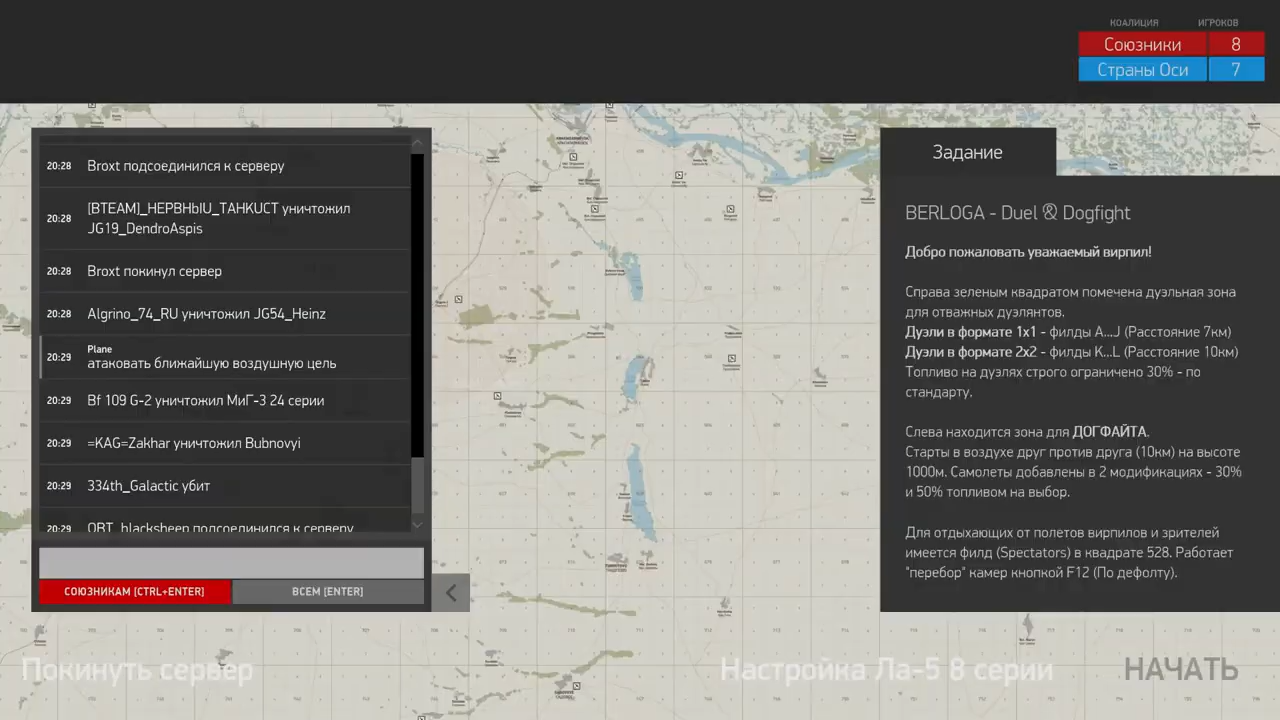 КОАЛИЦИЯ ИГРОКОВ
Союзники 8
Страны Оси 7
20:28 Broxt подсоединился к серверу
20:28 [BTEAM]_HEPBHbIU_TAHKUCT уничтожил
JG19_DendroAspis
20:28 Broxt покинул сервер
20:28 Algrino_74_RU уничтожил JG54_Heinz
Plane
20:29 атаковать ближайшую воздушную цель
20:29 Bf 109 G-2 уничтожил МиГ-3 24 серии
20:29 =KAG=Zakhar уничтожил Bubnovyi
20:29 334th_Galactic убит
20:29 OBT_blacksheep подсоединился к серверу
СОЮЗНИКАМ [CTRL+ENTER]
ВСЕМ [ENTER]
Задание
BERLOGA - Duel & Dogfight
Добро пожаловать уважаемый вирпил!
Справа зеленым квадратом помечена дуэльная зона
для отважных дуэлянтов.
Дуэли в формате 1x1 - филды A...J (Расстояние 7км)
Дуэли в формате 2x2 - филды K...L (Расстояние 10км)
Топливо на дуэлях строго ограничено 30% - по
стандарту.
Слева находится зона для ДОГФАЙТА.
Старты в воздухе друг против друга (10км) на высоте
1000м. Самолеты добавлены в 2 модификациях - 30%
и 50% топливом на выбор.
Для отдыхающих от полетов вирпилов и зрителей
имеется филд (Spectators) в квадрате 528. Работает
"перебор" камер кнопкой F12 (По дефолту).
Покинуть сервер
Настройка Ла-5 8 серии
НАЧАТЬ